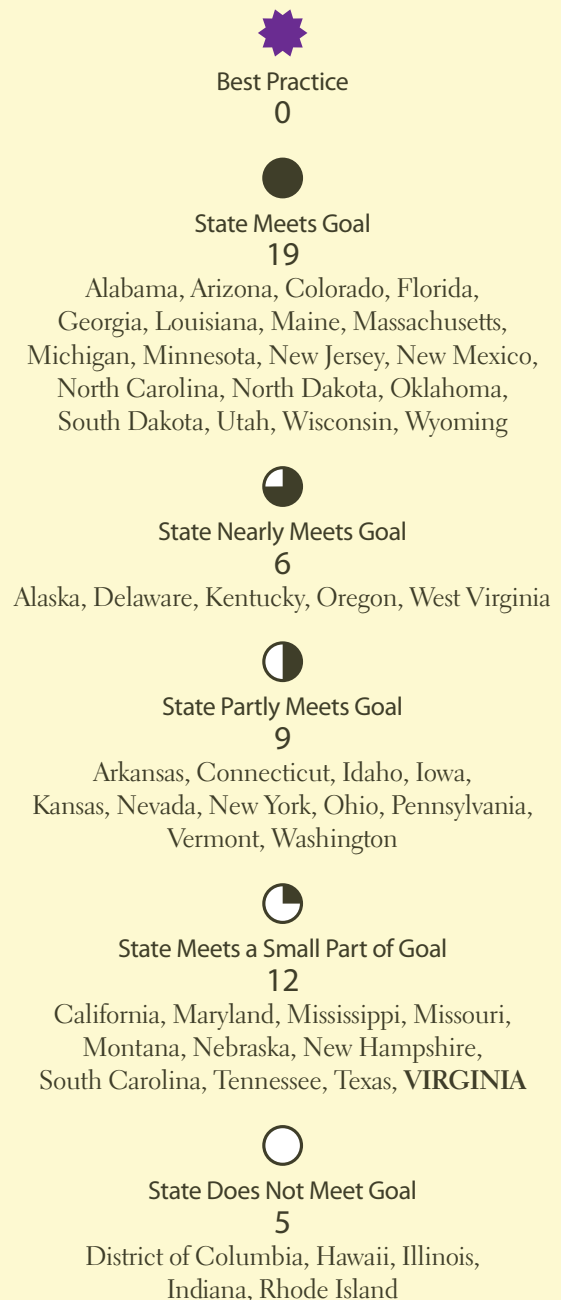 Best Practice
0
State Meets Goal
19
Alabama, Arizona, Colorado, Florida,
Georgia, Louisiana, Maine, Massachusetts,
Michigan, Minnesota, New Jersey, New Mexico,
North Carolina, North Dakota, Oklahoma,
South Dakota, Utah, Wisconsin, Wyoming
State Nearly Meets Goal
6
Alaska, Delaware, Kentucky, Oregon, West Virginia
State Partly Meets Goal
9
Arkansas, Connecticut, Idaho, Iowa,
Kansas, Nevada, New York, Ohio, Pennsylvania,
Vermont, Washington
State Meets a Small Part of Goal
12
California, Maryland, Mississippi, Missouri,
Montana, Nebraska, New Hampshire,
South Carolina, Tennessee, Texas, VIRGINIA
State Does Not Meet Goal
5
District of Columbia, Hawaii, Illinois,
Indiana, Rhode Island